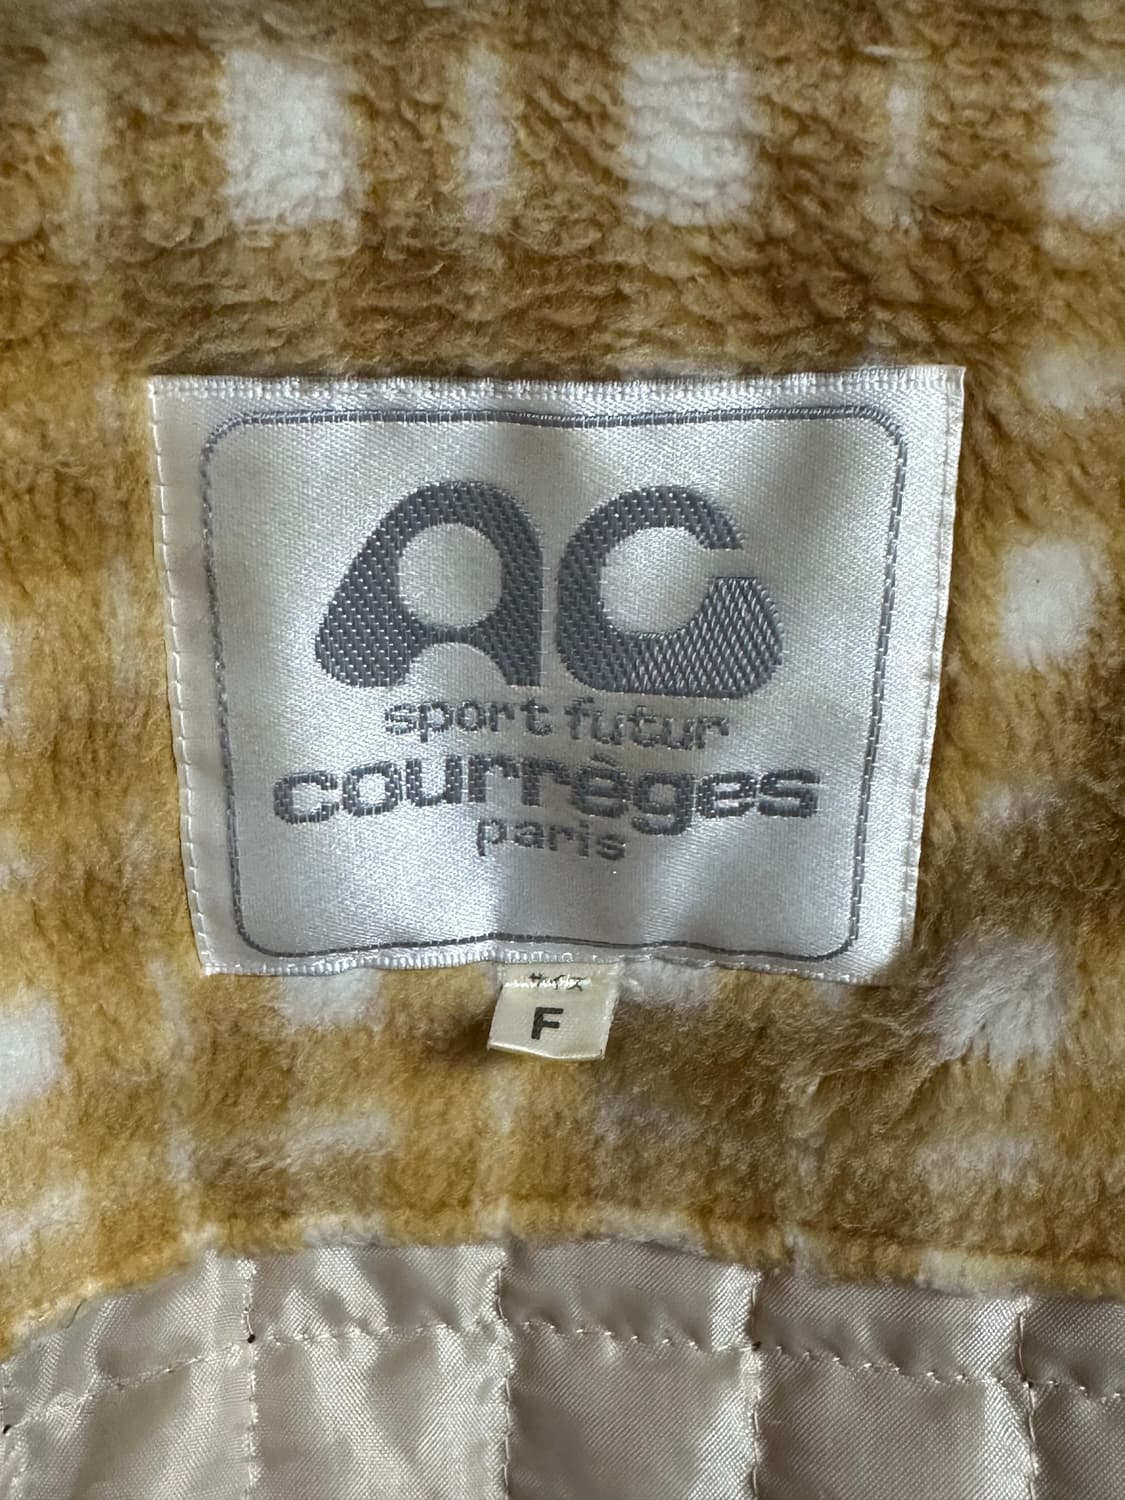 AC
sport futur
courrèges
paris
F